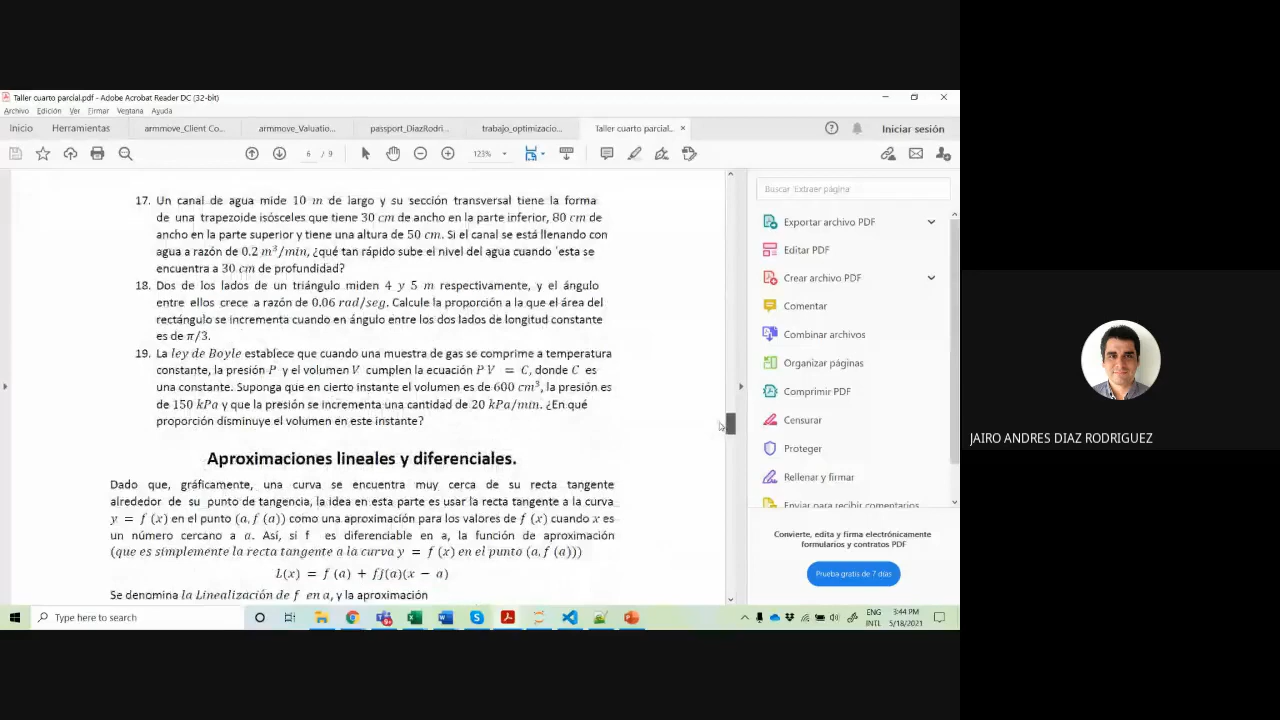 Taller cuarto parcial.pdf - Adobe Acrobat Reader DC (32-bit)
Archivo Edición Ver Firmar Ventana Ayuda
Inicio Herramientas armmove_Client Co... armmove_Valuatio... passport_DiazRodri... trabajo_optimizacio... Taller cuarto parcial... × Iniciar sesión
6 / 9 123%
17. Un canal de agua mide 10 m de largo y su sección transversal tiene la forma
de una trapezoide isósceles que tiene 30 cm de ancho en la parte inferior, 80 cm de
ancho en la parte superior y tiene una altura de 50 cm. Si el canal se está llenando con
agua a razón de 0.2 m³/min, ¿qué tan rápido sube el nivel del agua cuando ´esta se
encuentra a 30 cm de profundidad?
18. Dos de los lados de un triángulo miden 4 y 5 m respectivamente, y el ángulo
entre ellos crece a razón de 0.06 rad/seg. Calcule la proporción a la que el área del
rectángulo se incrementa cuando en ángulo entre los dos lados de longitud constante
es de π/3.
19. La ley de Boyle establece que cuando una muestra de gas se comprime a temperatura
constante, la presión P y el volumen V cumplen la ecuación P V = C, donde C es
una constante. Suponga que en cierto instante el volumen es de 600 cm³, la presión es
de 150 kPa y que la presión se incrementa una cantidad de 20 kPa/min. ¿En qué
proporción disminuye el volumen en este instante?
Aproximaciones lineales y diferenciales.
Dado que, gráficamente, una curva se encuentra muy cerca de su recta tangente
alrededor de su punto de tangencia, la idea en esta parte es usar la recta tangente a la curva
y = f (x) en el punto (a, f (a)) como una aproximación para los valores de f (x) cuando x es
un número cercano a a. Así, si f es diferenciable en a, la función de aproximación
(que es simplemente la recta tangente a la curva y = f (x) en el punto (a, f (a)))
L(x) = f (a) + fj(a)(x − a)
Se denomina la Linealización de f en a, y la aproximación
Buscar 'Extraer página'
Exportar archivo PDF
Editar PDF
Crear archivo PDF
Comentar
Combinar archivos
Organizar páginas
Comprimir PDF
Censurar
Proteger
Rellenar y firmar
Enviar para recibir comentarios
Convierte, edita y firma electrónicamente
formularios y contratos PDF
Prueba gratis de 7 días
JAIRO ANDRES DIAZ RODRIGUEZ
Type here to search
ENG 3:44 PM
INTL 5/18/2021